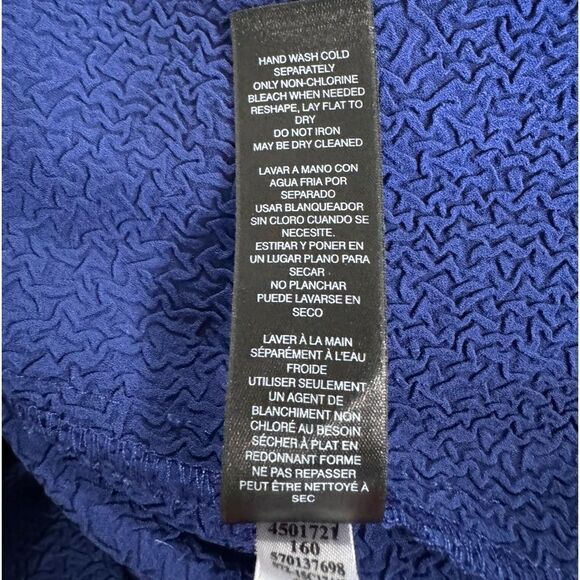 HAND WASH COLD
SEPARATELY
ONLY NON-CHLORINE
BLEACH WHEN NEEDED
RESHAPE, LAY FLAT TO
DRY
DO NOT IRON
MAY BE DRY CLEANED
LAVAR A MANO CON
AGUA FRIA POR
SEPARADO
USAR BLANQUEADOR
SIN CLORO CUANDO SE
NECESITE.
ESTIRAR Y PONER EN
UN LUGAR PLANO PARA
SECAR
NO PLANCHAR
PUEDE LAVARSE EN
SECO
LAVER À LA MAIN
SÉPARÉMENT À L'EAU
FROIDE
UTILISER SEULEMENT
UN AGENT DE
BLANCHIMENT NON
CHLORÉ AU BESOIN
SÉCHER À PLAT EN
REDONNANT FORME
NE PAS REPASSER
PEUT ÊTRE NETTOYÉ À
SEC
4501721
160
570137698